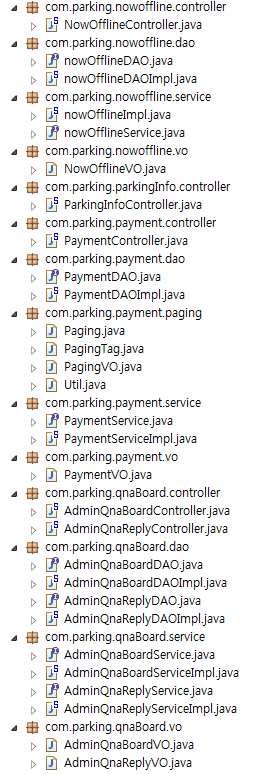 com.parking.nowoffline.controller
NowOfflineController.java
com.parking.nowoffline.dao
nowOfflineDAO.java
nowOfflineDAOImpl.java
com.parking.nowoffline.service
nowOfflineImpl.java
nowOfflineService.java
com.parking.nowoffline.vo
NowOfflineVO.java
com.parking.parkingInfo.controller
ParkingInfoController.java
com.parking.payment.controller
PaymentController.java
com.parking.payment.dao
PaymentDAO.java
PaymentDAOImpl.java
com.parking.payment.paging
Paging.java
PagingTag.java
PagingVO.java
Util.java
com.parking.payment.service
PaymentService.java
PaymentServiceImpl.java
com.parking.payment.vo
PaymentVO.java
com.parking.qnaBoard.controller
AdminQnaBoardController.java
AdminQnaReplyController.java
com.parking.qnaBoard.dao
AdminQnaBoardDAO.java
AdminQnaBoardDAOImpl.java
AdminQnaReplyDAO.java
AdminQnaReplyDAOImpl.java
com.parking.qnaBoard.service
AdminQnaBoardService.java
AdminQnaBoardServiceImpl.java
AdminQnaReplyService.java
AdminQnaReplyServiceImpl.java
com.parking.qnaBoard.vo
AdminQnaBoardVO.java
AdminQnaReplyVO.java